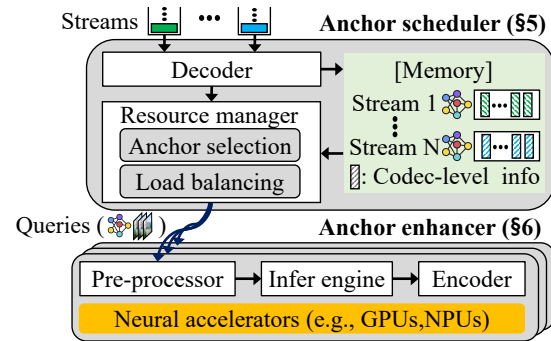 Streams ...
Anchor scheduler (§5)
Decoder
[Memory]
Resource manager
Stream 1
Anchor selection
Stream N
Load balancing
: Codec-level info
Queries ( )
Anchor enhancer (§6)
Pre-processor
Infer engine
Encoder
Neural accelerators (e.g., GPUs,NPUs)